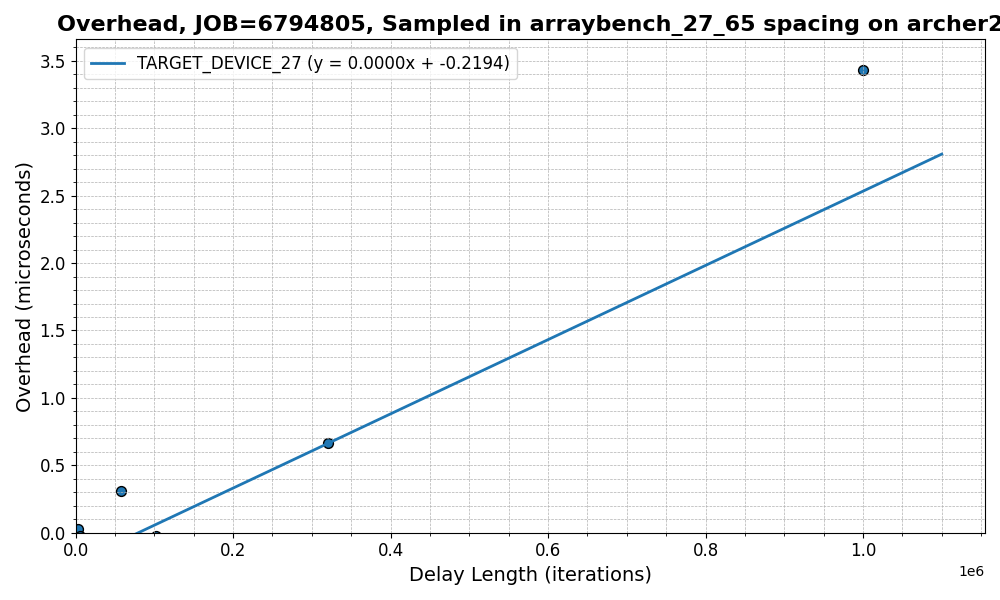 Overhead, JOB=6794805, Sampled in arraybench_27_65 spacing on archer2
TARGET_DEVICE_27 (y = 0.0000x + -0.2194)
Overhead (microseconds)
3.5
3.0
2.5
2.0
1.5
1.0
0.5
0.0
0.0 0.2 0.4 0.6 0.8 1.0
1e6
Delay Length (iterations)